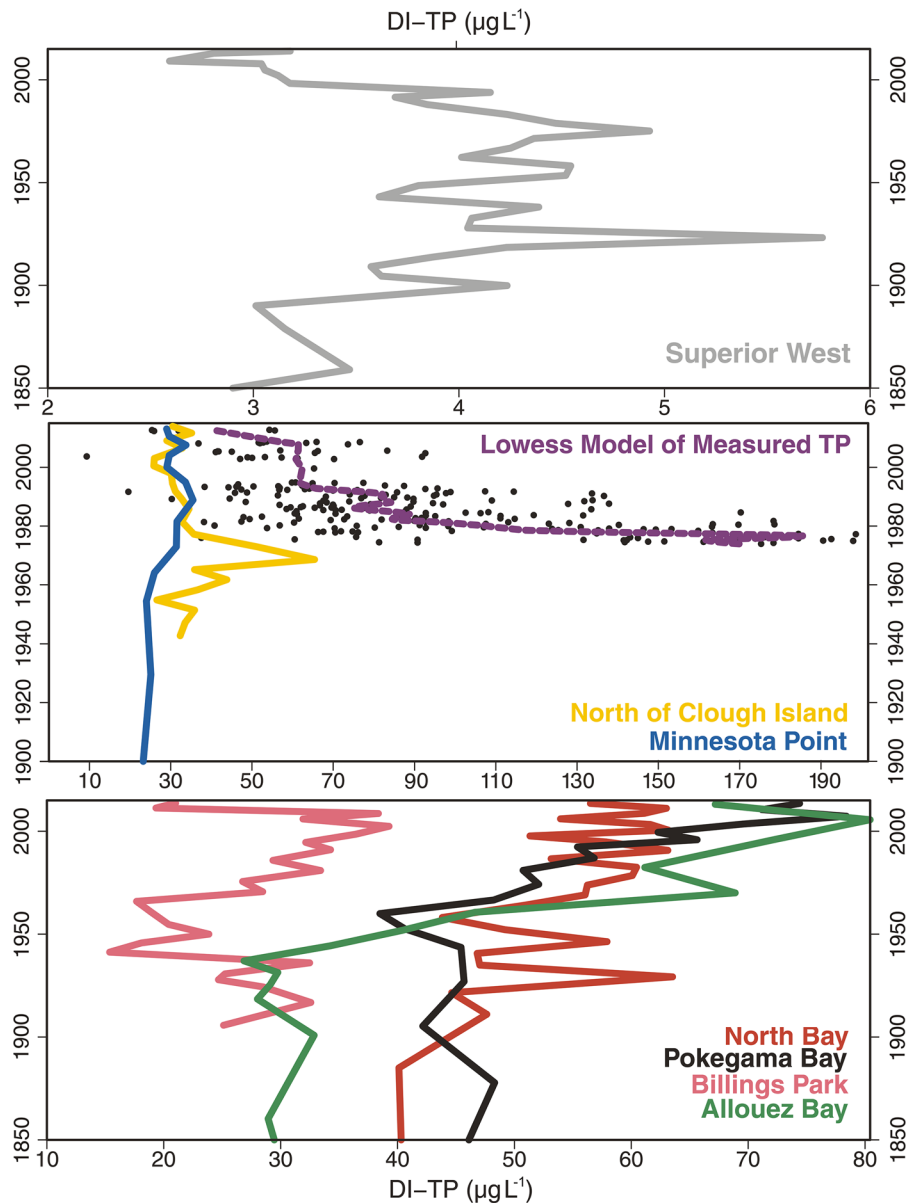 DI–TP (µg L⁻¹)
2000
1950
1900
1850
2000
1950
1900
1850
Superior West
2 3 4 5 6
Lowess Model of Measured TP
2000
1980
1960
1940
1920
1900
2000
1980
1960
1940
1920
1900
North of Clough Island
Minnesota Point
10 30 50 70 90 110 130 150 170 190
2000
1950
1900
1850
2000
1950
1900
1850
North Bay
Pokegama Bay
Billings Park
Allouez Bay
10 20 30 40 50 60 70 80
DI–TP (µg L⁻¹)